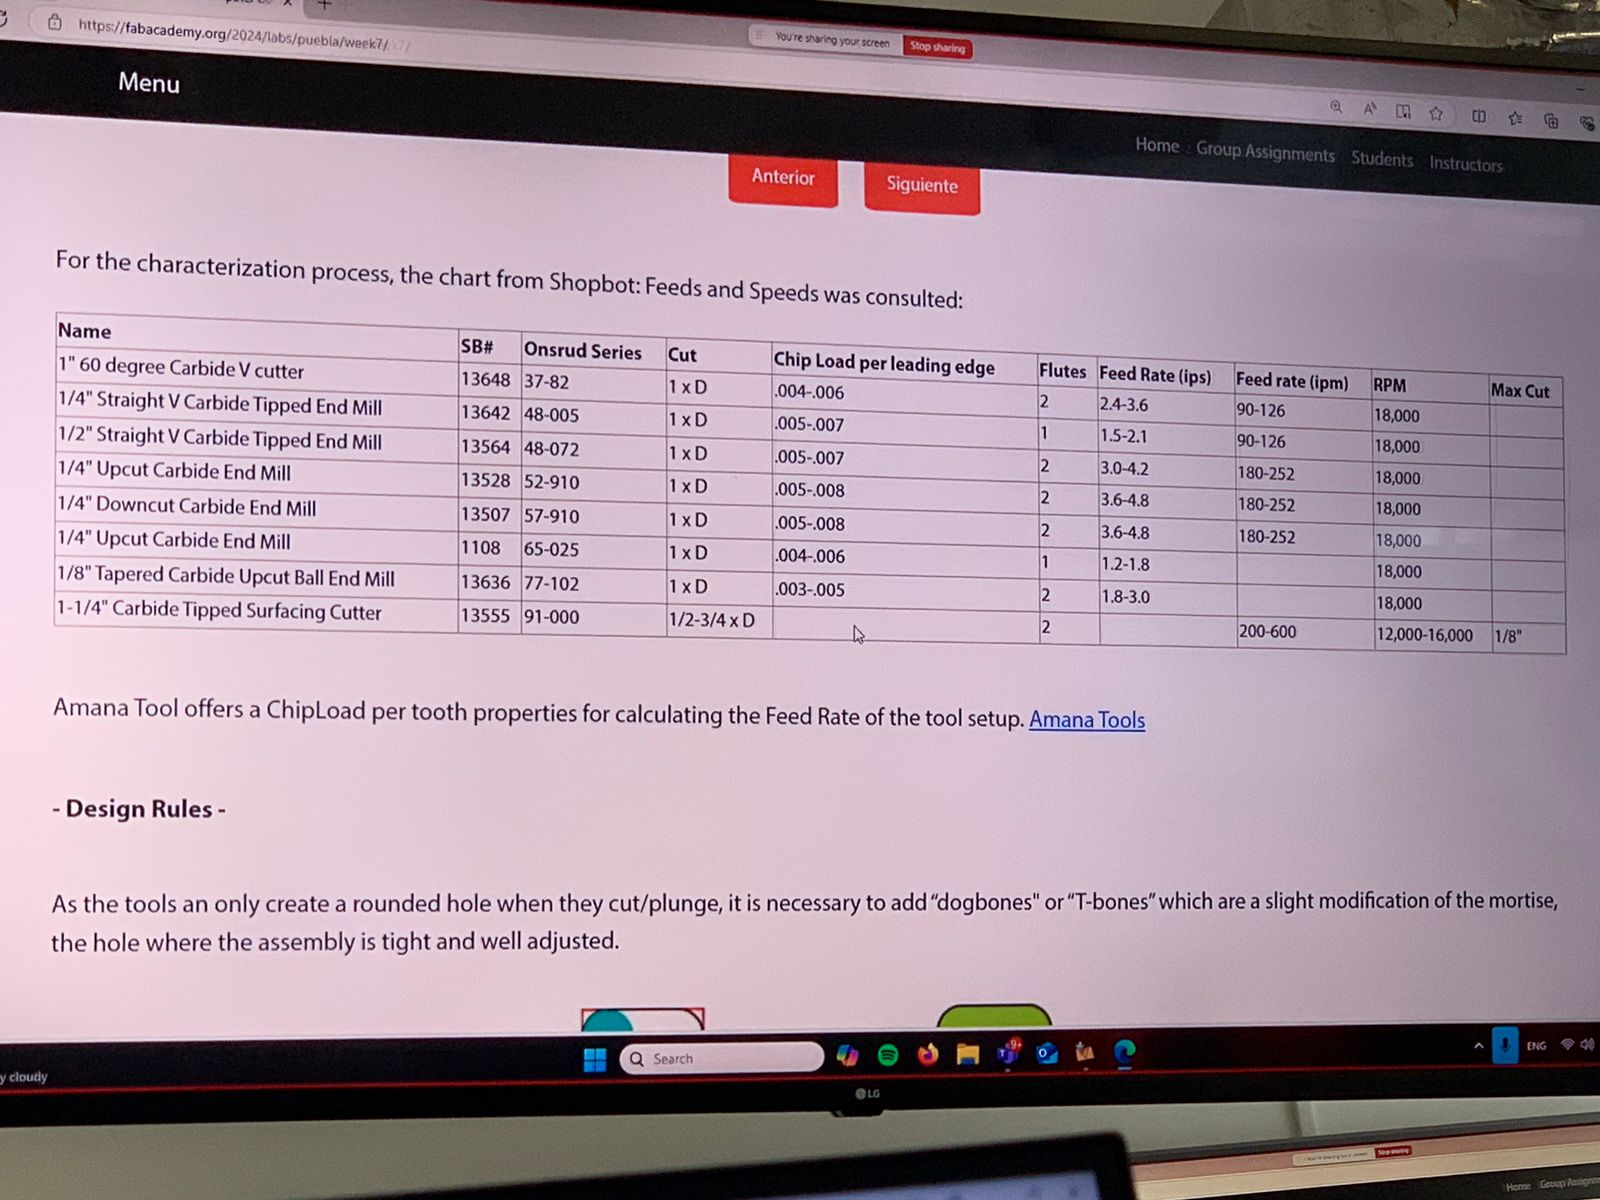 https://fabacademy.org/2024/labs/puebla/week7/
You're sharing your screen Stop sharing
Menu
Home Group Assignments Students Instructors
Anterior Siguiente
For the characterization process, the chart from Shopbot: Feeds and Speeds was consulted:
Name SB# Onsrud Series Cut Chip Load per leading edge Flutes Feed Rate (ips) Feed rate (ipm) RPM Max Cut
1" 60 degree Carbide V cutter 13648 37-82 1 x D .004-.006 2 2.4-3.6 90-126 18,000
1/4" Straight V Carbide Tipped End Mill 13642 48-005 1 x D .005-.007 1 1.5-2.1 90-126 18,000
1/2" Straight V Carbide Tipped End Mill 13564 48-072 1 x D .005-.007 2 3.0-4.2 180-252 18,000
1/4" Upcut Carbide End Mill 13528 52-910 1 x D .005-.008 2 3.6-4.8 180-252 18,000
1/4" Downcut Carbide End Mill 13507 57-910 1 x D .005-.008 2 3.6-4.8 180-252 18,000
1/4" Upcut Carbide End Mill 1108 65-025 1 x D .004-.006 1 1.2-1.8 18,000
1/8" Tapered Carbide Upcut Ball End Mill 13636 77-102 1 x D .003-.005 2 1.8-3.0 18,000
1-1/4" Carbide Tipped Surfacing Cutter 13555 91-000 1/2-3/4 x D 2 200-600 12,000-16,000 1/8"
Amana Tool offers a ChipLoad per tooth properties for calculating the Feed Rate of the tool setup. Amana Tools
- Design Rules -
As the tools an only create a rounded hole when they cut/plunge, it is necessary to add "dogbones" or "T-bones" which are a slight modification of the mortise,
the hole where the assembly is tight and well adjusted.
y cloudy
Search
ENG
LG
Stop sharing
Home Group Assignm